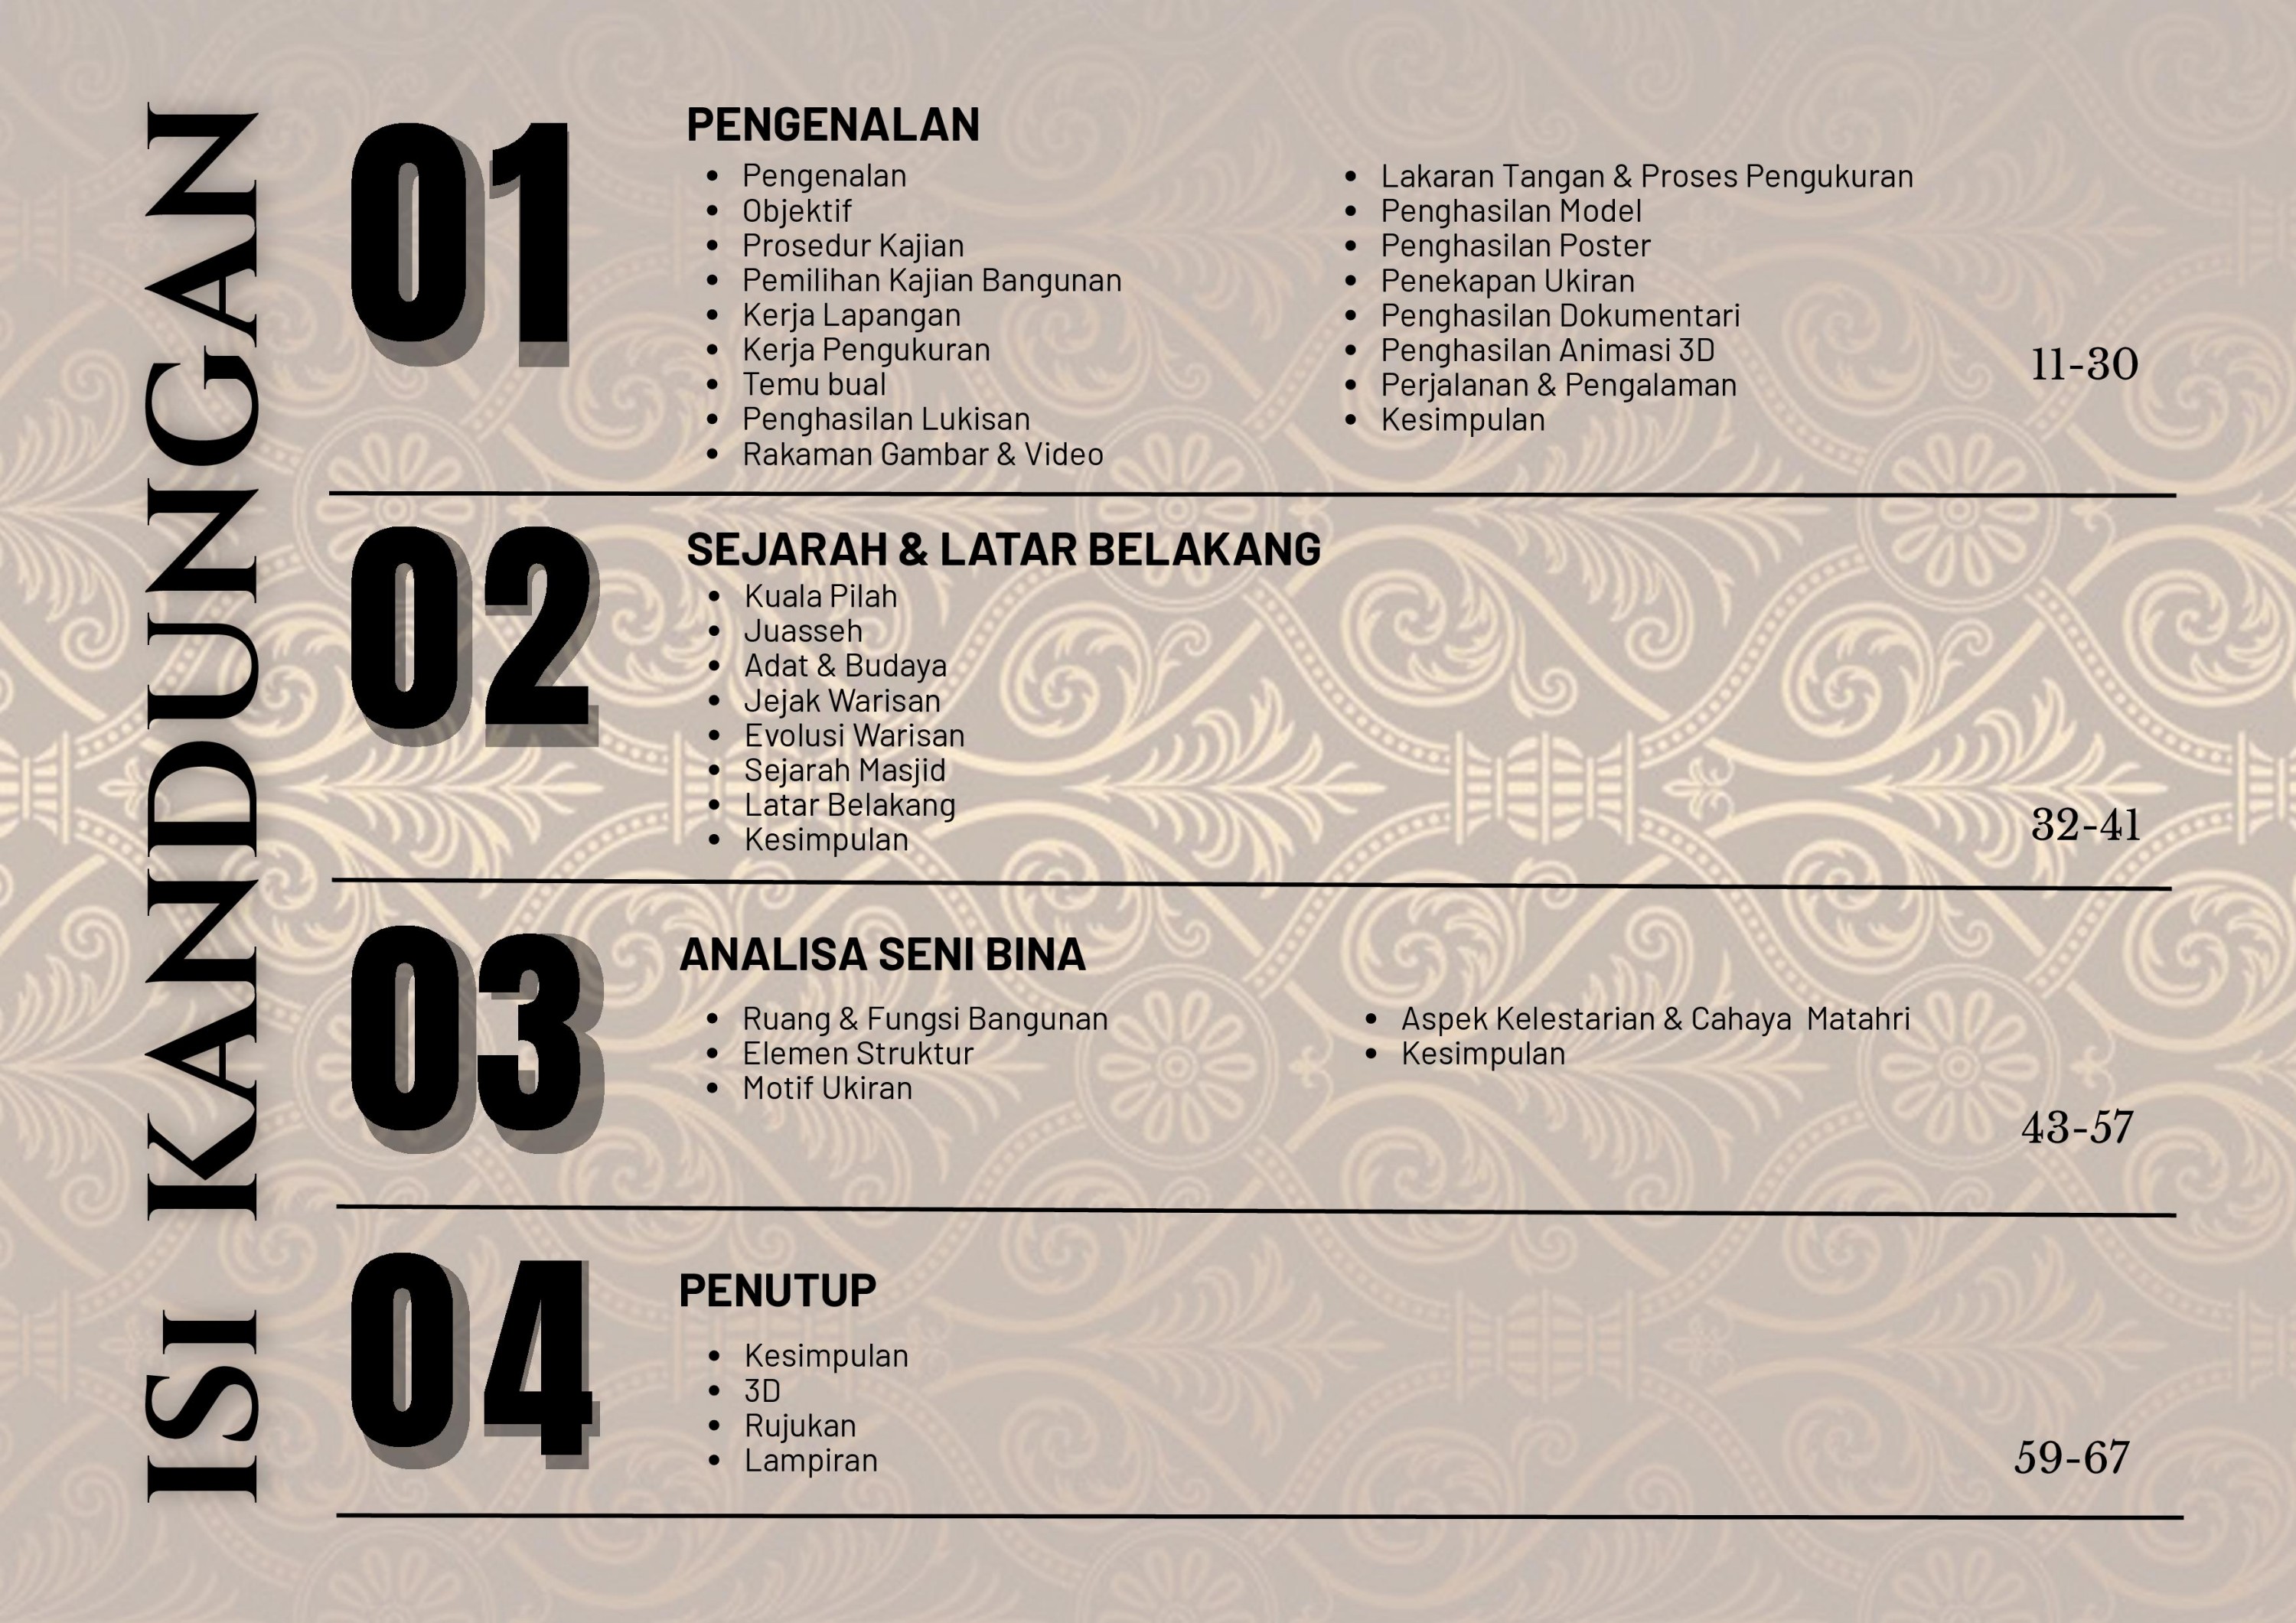 ISI KANDUNGAN
01
PENGENALAN
• Pengenalan
• Objektif
• Prosedur Kajian
• Pemilihan Kajian Bangunan
• Kerja Lapangan
• Kerja Pengukuran
• Temu bual
• Penghasilan Lukisan
• Rakaman Gambar & Video
• Lakaran Tangan & Proses Pengukuran
• Penghasilan Model
• Penghasilan Poster
• Penekapan Ukiran
• Penghasilan Dokumentari
• Penghasilan Animasi 3D
• Perjalanan & Pengalaman
• Kesimpulan
11-30
02
SEJARAH & LATAR BELAKANG
• Kuala Pilah
• Juasseh
• Adat & Budaya
• Jejak Warisan
• Evolusi Warisan
• Sejarah Masjid
• Latar Belakang
• Kesimpulan
32-41
03
ANALISA SENI BINA
• Ruang & Fungsi Bangunan
• Elemen Struktur
• Motif Ukiran
• Aspek Kelestarian & Cahaya  Matahri
• Kesimpulan
43-57
04
PENUTUP
• Kesimpulan
• 3D
• Rujukan
• Lampiran
59-67